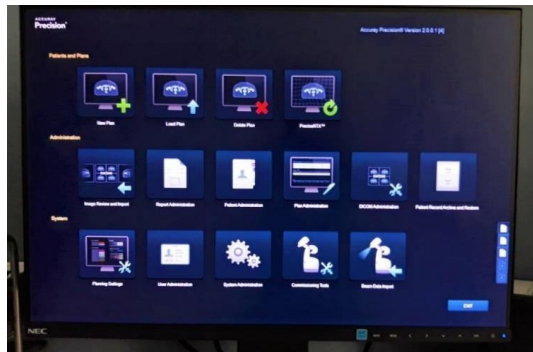 ACCURAY
Precision
Accuray Precision® Version 2.0.0.1 [4]
Patients and Plans
New Plan
Load Plan
Delete Plan
PreciseRTX™
Administration
Image Review and Import
Report Administration
Patient Administration
Plan Administration
DICOM Administration
Patient Record Archive and Restore
System
Planning Settings
User Administration
System Administration
Commissioning Tools
Beam Data Import
EXIT
NEC